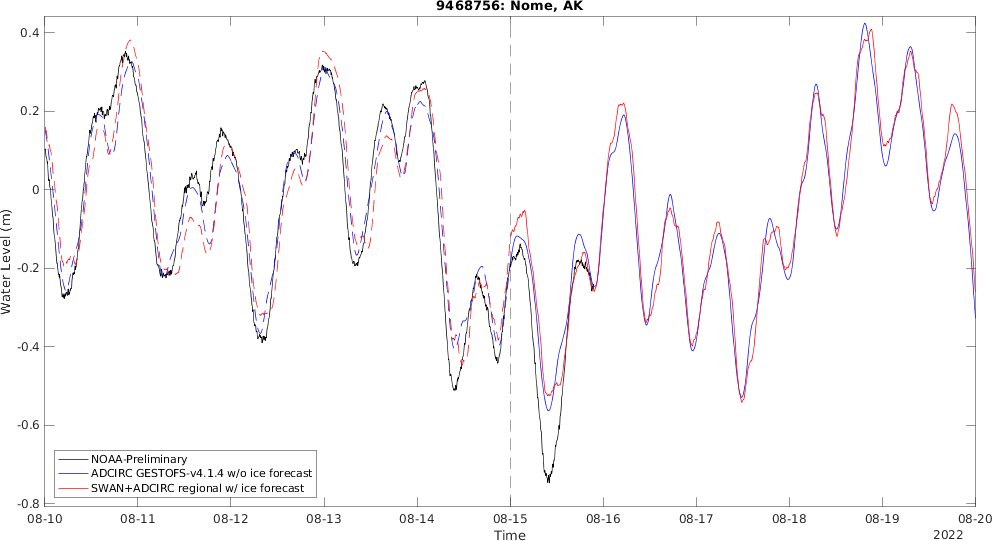 9468756: Nome, AK
0.4
0.2
0
-0.2
-0.4
-0.6
-0.8
Water Level (m)
NOAA-Preliminary
ADCIRC GESTOFS-v4.1.4 w/o ice forecast
SWAN+ADCIRC regional w/ ice forecast
08-10 08-11 08-12 08-13 08-14 08-15 08-16 08-17 08-18 08-19 08-20
Time
2022